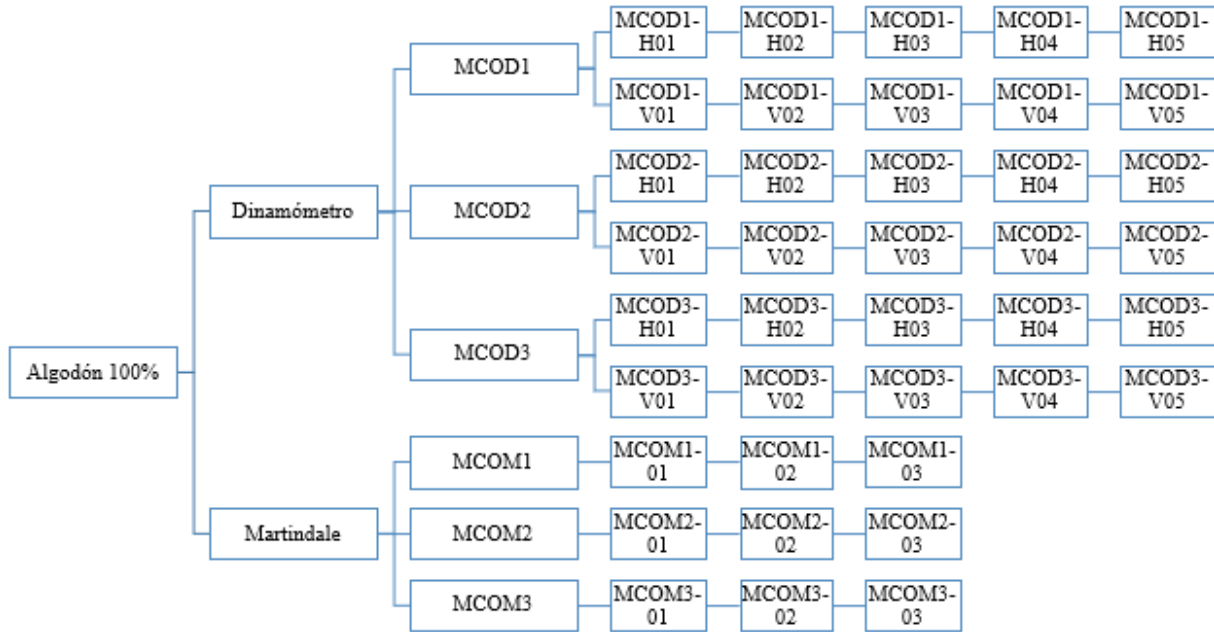 MCOD1-
H01
MCOD1-
H02
MCOD1-
H03
MCOD1-
H04
MCOD1-
H05
MCOD1
MCOD1-
V01
MCOD1-
V02
MCOD1-
V03
MCOD1-
V04
MCOD1-
V05
MCOD2-
H01
MCOD2-
H02
MCOD2-
H03
MCOD2-
H04
MCOD2-
H05
Dinamómetro
MCOD2
MCOD2-
V01
MCOD2-
V02
MCOD2-
V03
MCOD2-
V04
MCOD2-
V05
MCOD3-
H01
MCOD3-
H02
MCOD3-
H03
MCOD3-
H04
MCOD3-
H05
MCOD3
Algodón 100%
MCOD3-
V01
MCOD3-
V02
MCOD3-
V03
MCOD3-
V04
MCOD3-
V05
MCOM1
MCOM1-
01
MCOM1-
02
MCOM1-
03
Martindale
MCOM2
MCOM2-
01
MCOM2-
02
MCOM2-
03
MCOM3
MCOM3-
01
MCOM3-
02
MCOM3-
03